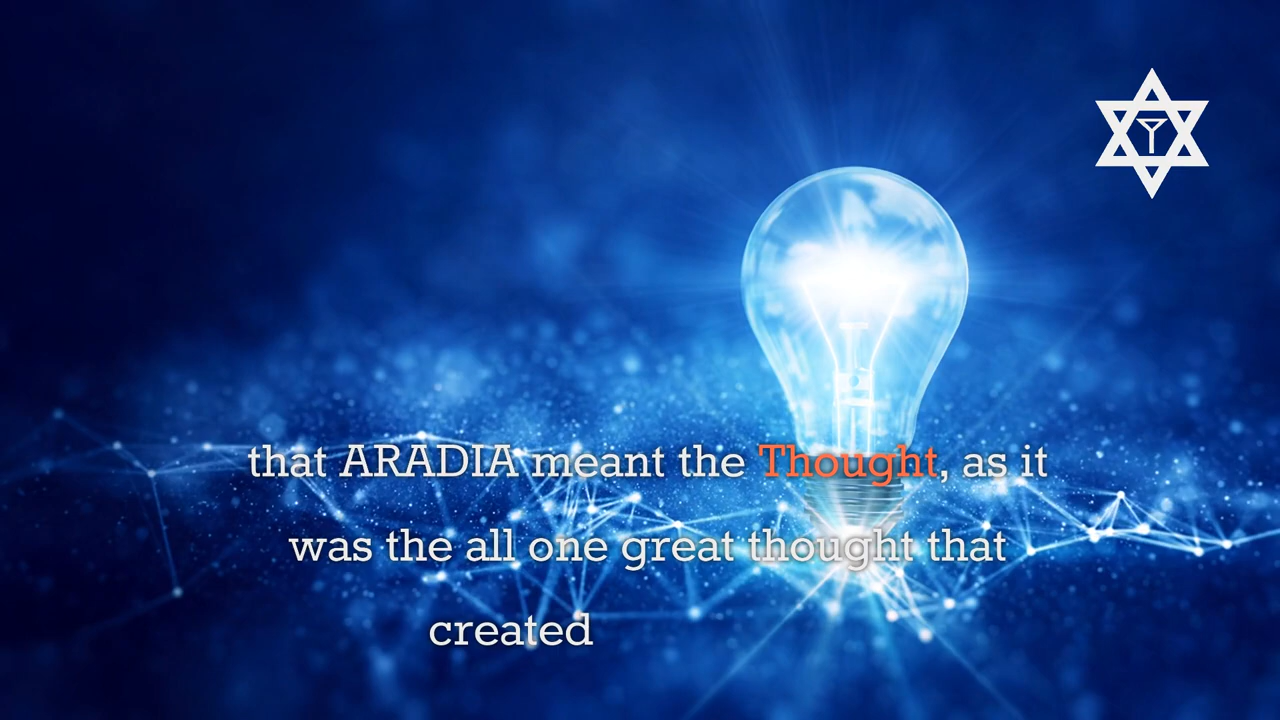 that ARADIA meant the Thought, as it
was the all one great thought that
created